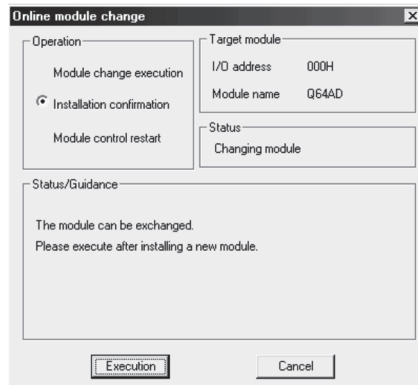 Online module change
Operation
Module change execution
Installation confirmation
Module control restart
Target module
I/O address 000H
Module name Q64AD
Status
Changing module
Status/Guidance
The module can be exchanged.
Please execute after installing a new module.
Execution Cancel